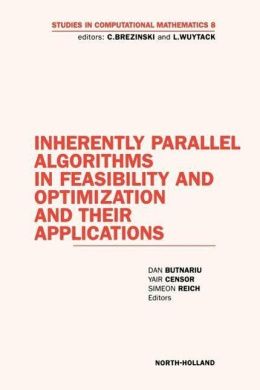 STUDIES IN COMPUTATIONAL MATHEMATICS 8
editors: C.BREZINSKI and L.WUYTACK
INHERENTLY PARALLEL
ALGORITHMS
IN FEASIBILITY AND
OPTIMIZATION
AND THEIR
APPLICATIONS
DAN BUTNARIU
YAIR CENSOR
SIMEON REICH
Editors
NORTH-HOLLAND